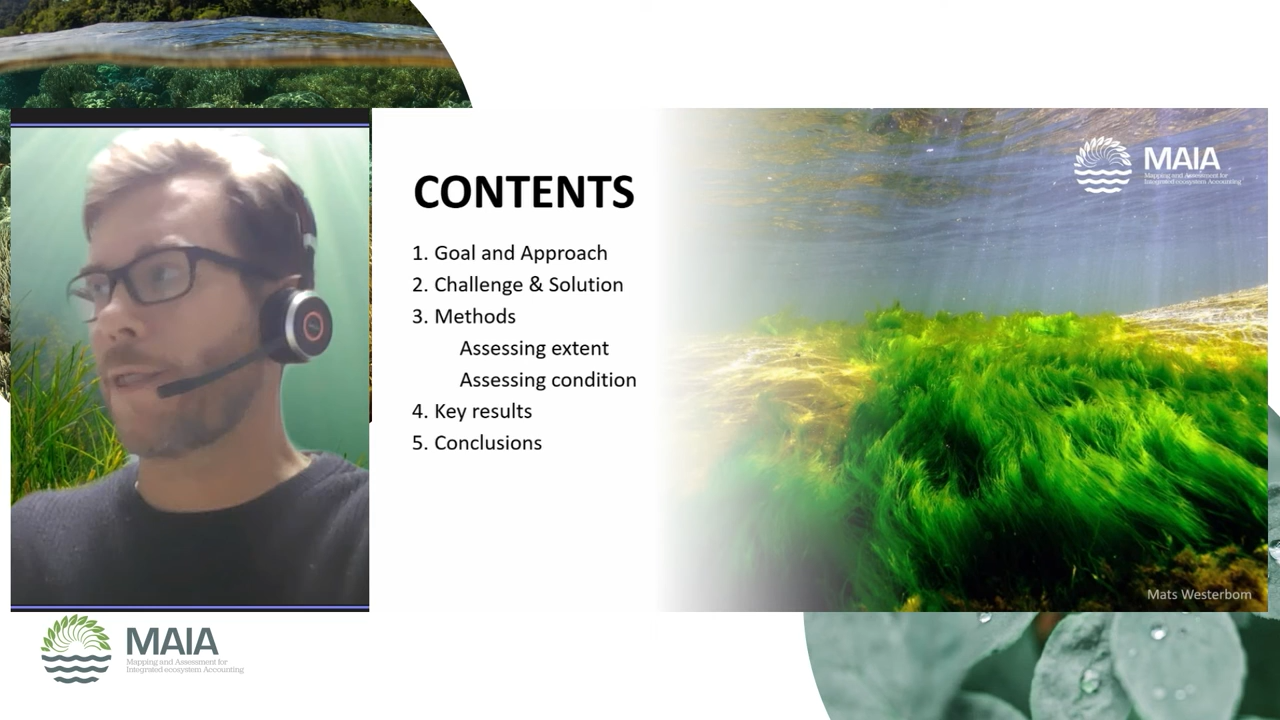 CONTENTS
1. Goal and Approach
2. Challenge & Solution
3. Methods
Assessing extent
Assessing condition
4. Key results
5. Conclusions
MAIA
Mapping and Assessment for
Integrated ecosystem Accounting
Mats Westerbom
MAIA
Mapping and Assessment for
Integrated ecosystem Accounting